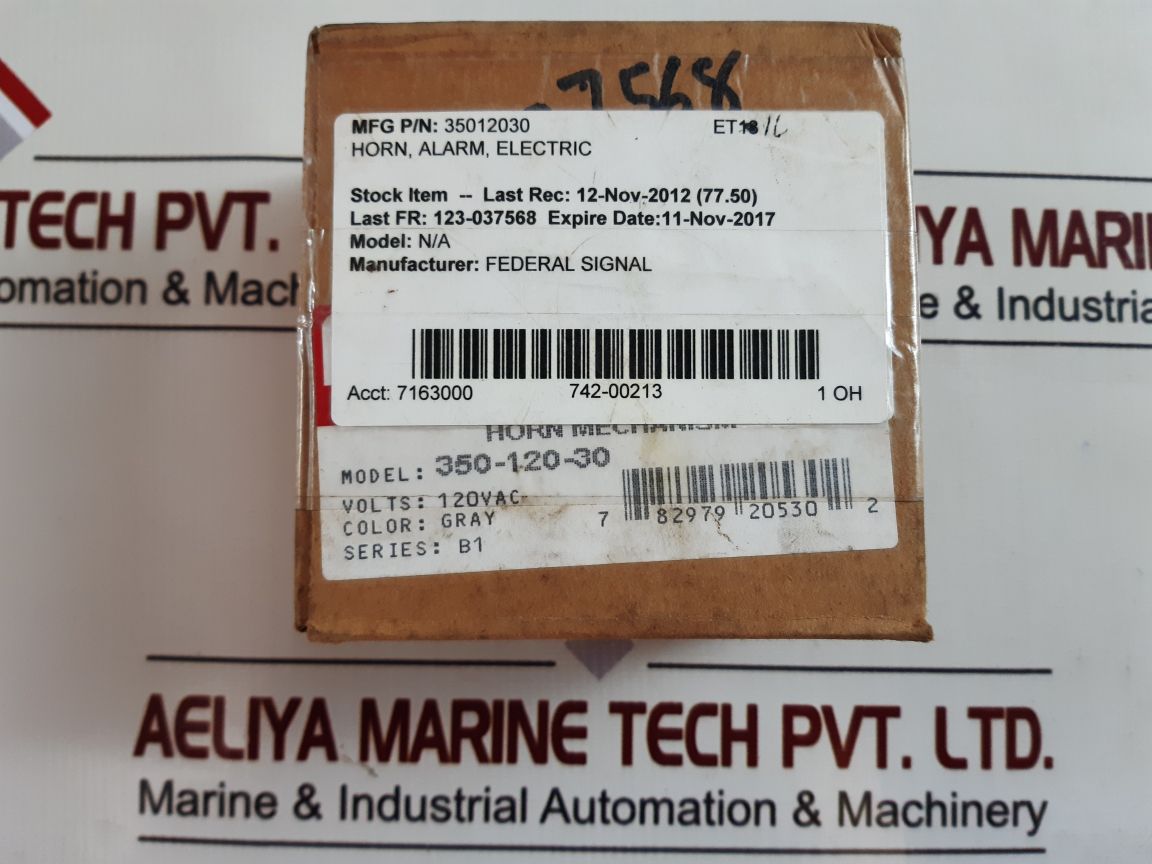 7568
MFG P/N: 35012030 ET18 16
HORN, ALARM, ELECTRIC
Stock Item -- Last Rec: 12-Nov-2012 (77.50)
Last FR: 123-037568 Expire Date:11-Nov-2017
Model: N/A
Manufacturer: FEDERAL SIGNAL
Acct: 7163000 742-00213 1 OH
HORN MECHANISM
MODEL: 350-120-30
VOLTS: 120VAC
COLOR: GRAY
SERIES: B1
7 82979 20530 2
TECH PVT.
omation & Mach
YA MARIN
e & Industria
AELIYA MARINE TECH PVT. LTD.
Marine & Industrial Automation & Machinery